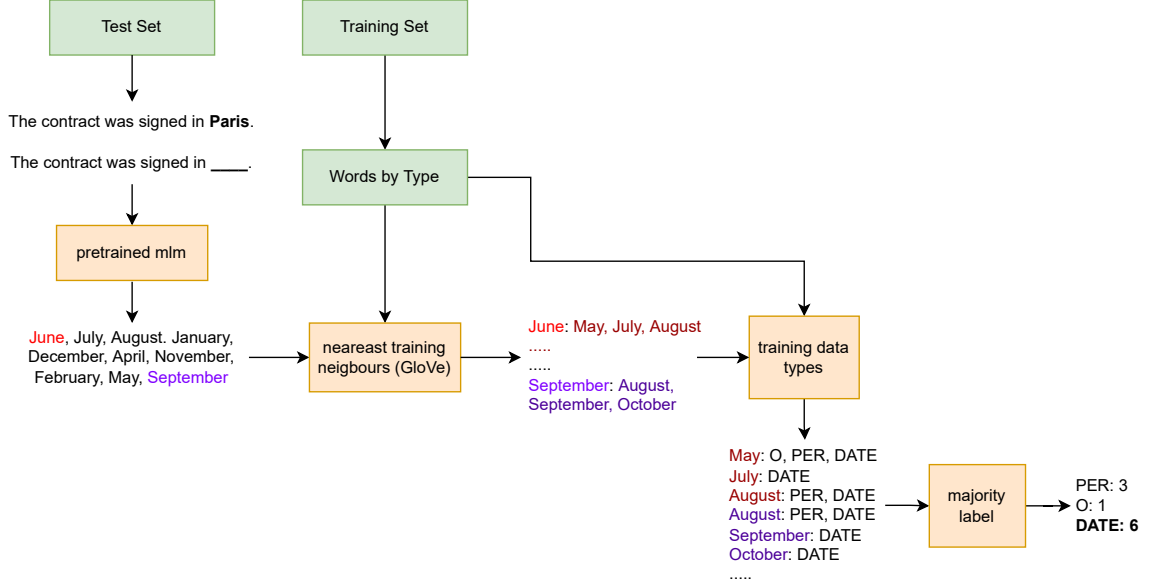 Test Set
Training Set
The contract was signed in Paris.
The contract was signed in ____.
Words by Type
pretrained mlm
June, July, August. January,
December, April, November,
February, May, September
neareast training
neigbours (GloVe)
June: May, July, August
.....
.....
September: August,
September, October
training data
types
May: O, PER, DATE
July: DATE
August: PER, DATE
August: PER, DATE
September: DATE
October: DATE
.....
majority
label
PER: 3
O: 1
DATE: 6